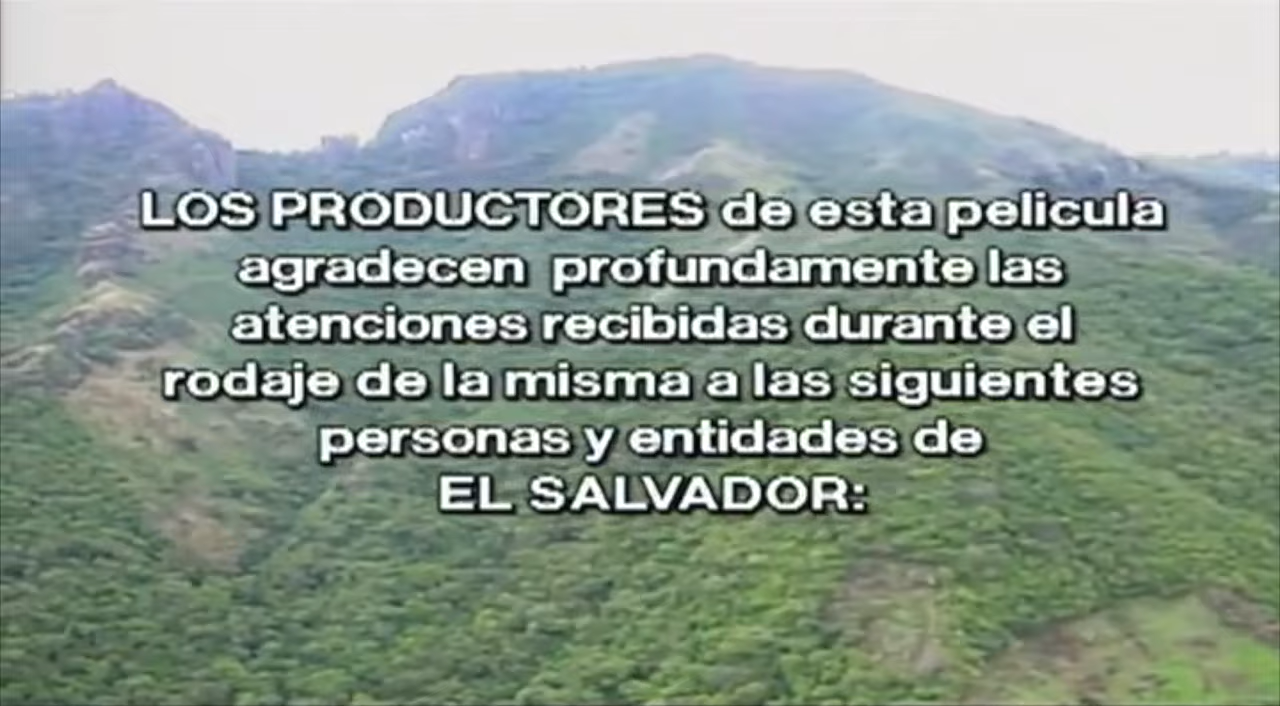 LOS PRODUCTORES de esta pelicula
agradecen profundamente las
atenciones recibidas durante el
rodaje de la misma a las siguientes
personas y entidades de
EL SALVADOR: